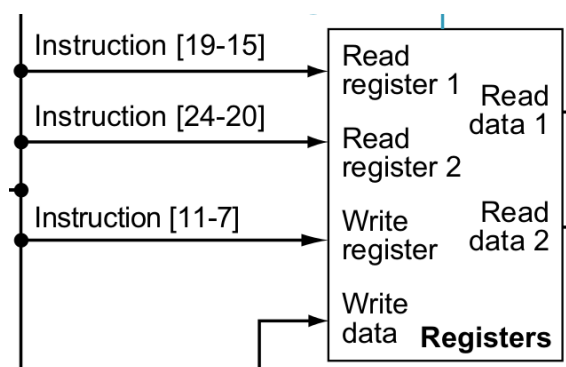 Instruction [19-15]
Read
register 1
Read
data 1
Instruction [24-20]
Read
register 2
Instruction [11-7]
Write
register
Read
data 2
Write
data
Registers